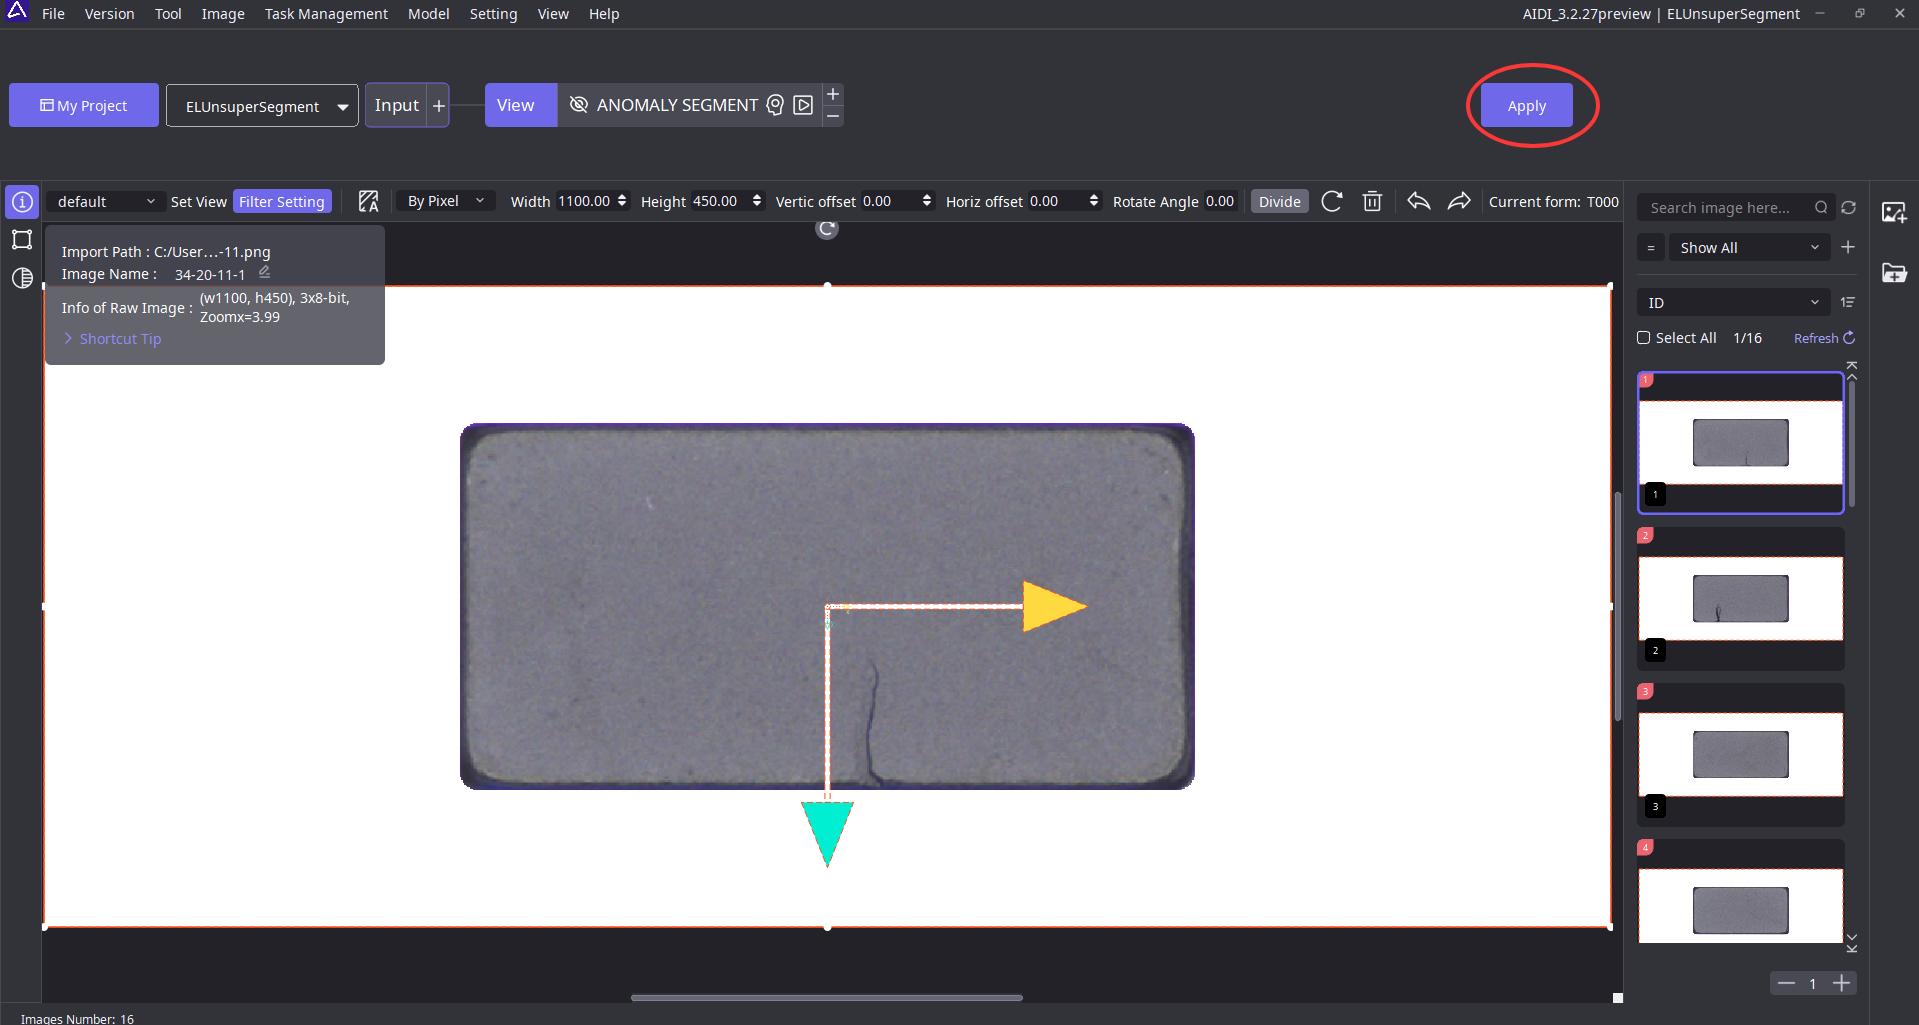 File Version Tool Image Task Management Model Setting View Help AIDI_3.2.27preview | ELUnsuperSegment
My Project ELUnsuperSegment Input + View ANOMALY SEGMENT + − Apply
default Set View Filter Setting By Pixel Width 1100.00 Height 450.00 Vertic offset 0.00 Horiz offset 0.00 Rotate Angle 0.00 Divide Current form: T000
Search image here...
Import Path : C:/User...-11.png
Image Name : 34-20-11-1
Info of Raw Image : (w1100, h450), 3x8-bit,
Zoomx=3.99
> Shortcut Tip
= Show All +
ID
Select All 1/16 Refresh
1
1
2
2
3
3
4
− 1 +
Images Number: 16